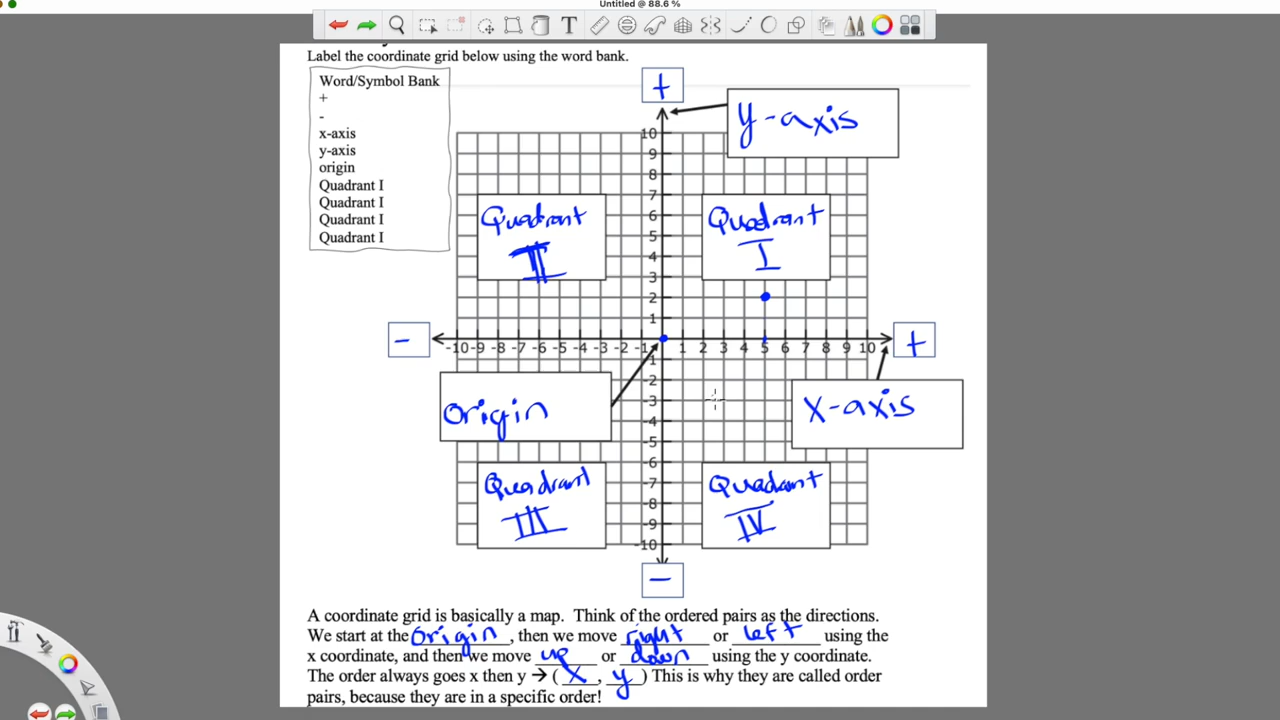 Untitled @ 88.6 %
Label the coordinate grid below using the word bank.
Word/Symbol Bank
+
-
x-axis
y-axis
origin
Quadrant I
Quadrant I
Quadrant I
Quadrant I
+
y-axis
10
9
8
7
6
5
4
3
2
1
Quadrant
II
Quadrant
I
-
-10 -9 -8 -7 -6 -5 -4 -3 -2 -1 1 2 3 4 5 6 7 8 9 10
+
-1
-2
-3
-4
-5
-6
-7
-8
-9
-10
Origin
x-axis
Quadrant
III
Quadrant
IV
-
A coordinate grid is basically a map. Think of the ordered pairs as the directions.
We start at the origin, then we move right or left using the
x coordinate, and then we move up or down using the y coordinate.
The order always goes x then y → ( x , y ) This is why they are called order
pairs, because they are in a specific order!